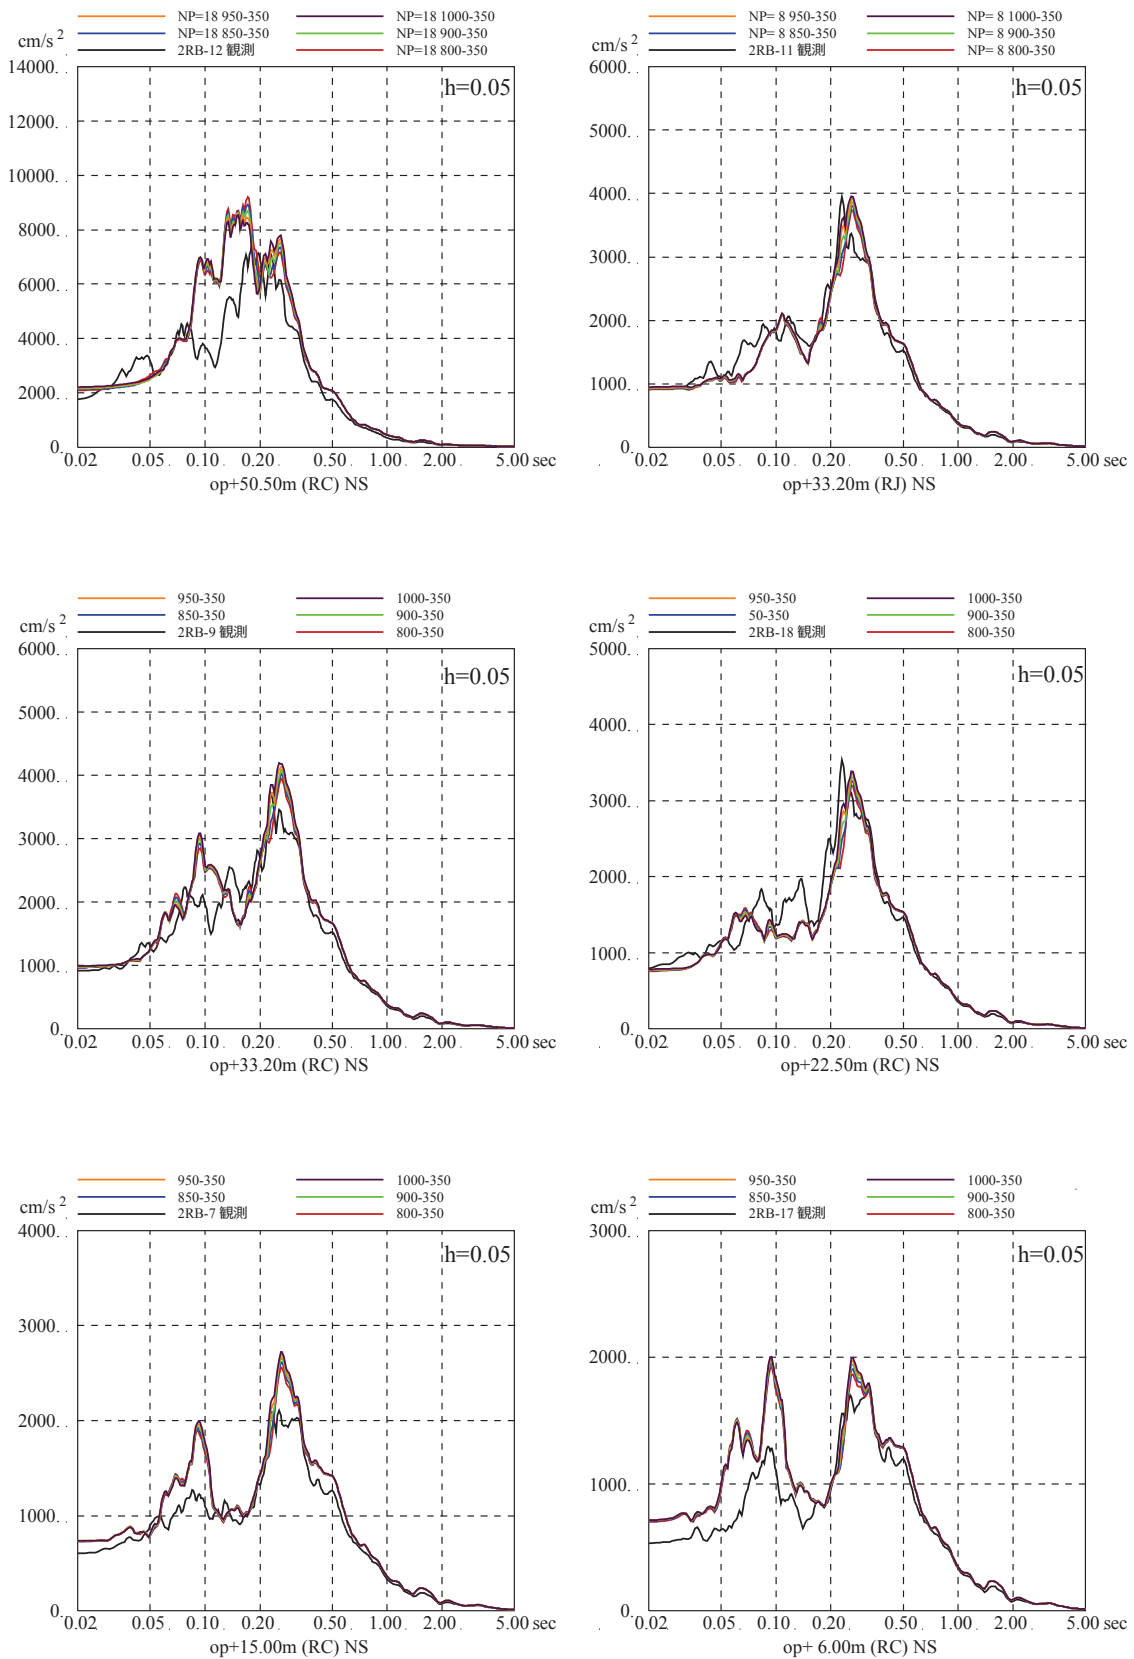 NP=18 950-350
NP=18 1000-350
NP=18 850-350
NP=18 900-350
2RB-12 観測
NP=18 800-350
cm/s 2
14000.
12000.
10000.
8000.
6000.
4000.
2000.
0.
h=0.05
0.02 0.05 0.10 0.20 0.50 1.00 2.00 5.00 sec
op+50.50m (RC) NS
NP= 8 950-350
NP= 8 1000-350
NP= 8 850-350
NP= 8 900-350
2RB-11 観測
NP= 8 800-350
cm/s 2
6000.
5000.
4000.
3000.
2000.
1000.
0.
h=0.05
0.02 0.05 0.10 0.20 0.50 1.00 2.00 5.00 sec
op+33.20m (RJ) NS
950-350
1000-350
850-350
900-350
2RB-9 観測
800-350
cm/s 2
6000.
5000.
4000.
3000.
2000.
1000.
0.
h=0.05
0.02 0.05 0.10 0.20 0.50 1.00 2.00 5.00 sec
op+33.20m (RC) NS
950-350
1000-350
50-350
900-350
2RB-18 観測
800-350
cm/s 2
5000.
4000.
3000.
2000.
1000.
0.
h=0.05
0.02 0.05 0.10 0.20 0.50 1.00 2.00 5.00 sec
op+22.50m (RC) NS
950-350
1000-350
850-350
900-350
2RB-7 観測
800-350
cm/s 2
4000.
3000.
2000.
1000.
0.
h=0.05
0.02 0.05 0.10 0.20 0.50 1.00 2.00 5.00 sec
op+15.00m (RC) NS
950-350
1000-350
850-350
900-350
2RB-17 観測
800-350
cm/s 2
3000.
2000.
1000.
0.
h=0.05
0.02 0.05 0.10 0.20 0.50 1.00 2.00 5.00 sec
op+ 6.00m (RC) NS